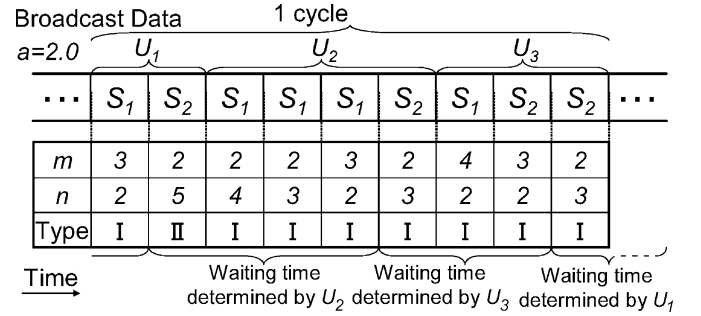 Broadcast Data
1 cycle
a=2.0
U1 U2 U3
··· S1 S2 S1 S1 S1 S2 S1 S2 S2 ···
m 3 2 2 2 3 2 4 3 2
n 2 5 4 3 2 3 2 2 3
Type I II I I I I I I I
Time
Waiting time
determined by U2
Waiting time
determined by U3
Waiting time
determined by U1